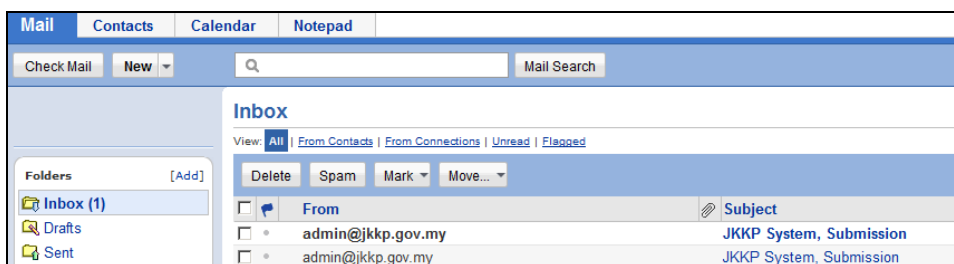 Mail Contacts Calendar Notepad
Check Mail New Mail Search
Inbox
View: All | From Contacts | From Connections | Unread | Flagged
Folders [Add] Delete Spam Mark Move...
Inbox (1) From Subject
Drafts admin@jkkp.gov.my JKKP System, Submission
Sent admin@jkkp.gov.my JKKP System, Submission